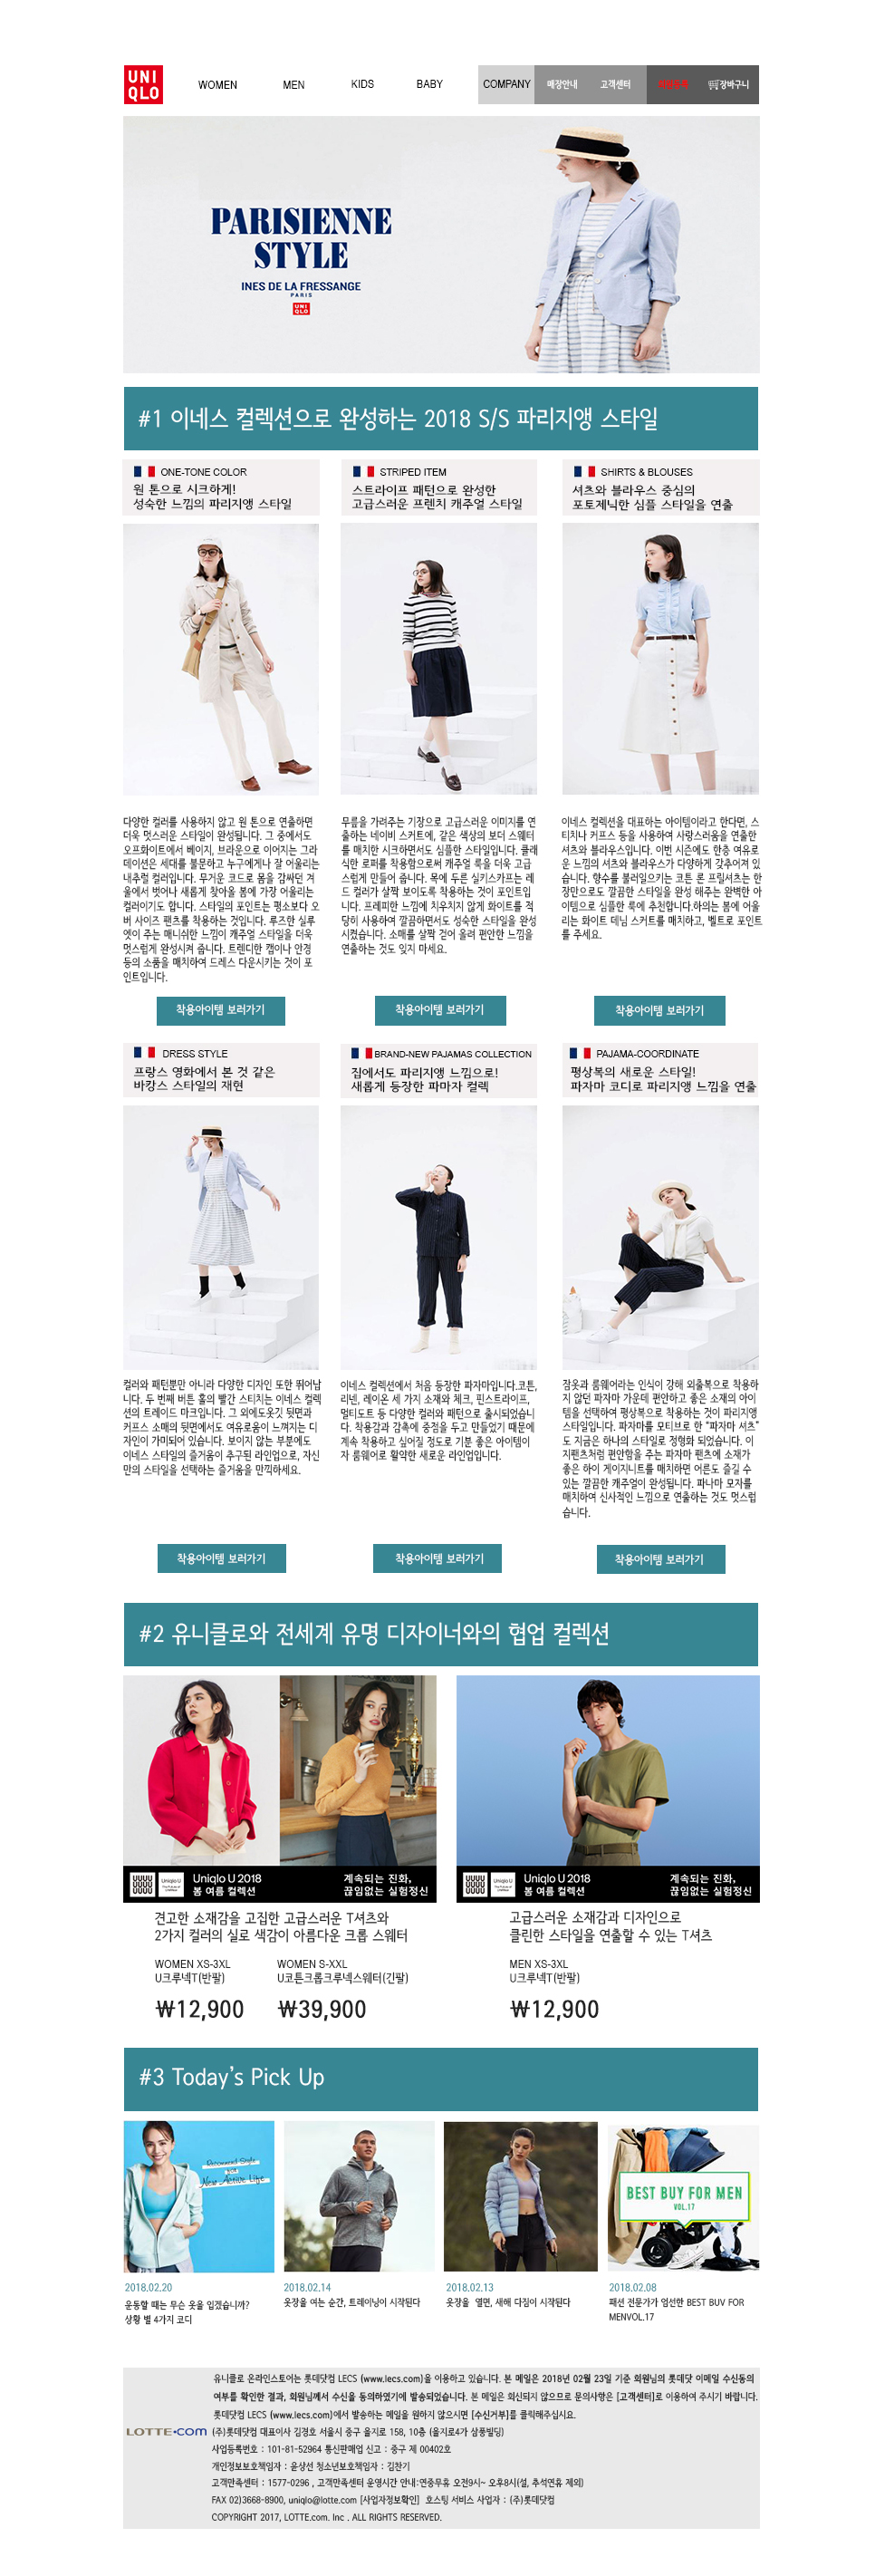 UNI
QLO
WOMEN
MEN
KIDS
BABY
COMPANY
매장안내
고객센터
장바구니
PARISIENNE
STYLE
INES DE LA FRESSANGE
PARIS
UNI
QLO
#1 이네스 컬렉션으로 완성하는 2018 S/S 파리지앵 스타일
ONE-TONE COLOR
원 톤으로 시크하게!
성숙한 느낌의 파리지앵 스타일
STRIPED ITEM
스트라이프 패턴으로 완성한
고급스러운 프렌치 캐주얼 스타일
SHIRTS & BLOUSES
셔츠와 블라우스 중심의
포토제닉한 심플 스타일을 연출
다양한 컬러를 사용하지 않고 원 톤으로 연출하면
더욱 멋스러운 스타일이 완성됩니다. 그 중에서도
오프화이트에서 베이지, 브라운으로 이어지는 그라
데이션은 세대를 불문하고 누구에게나 잘 어울리는
내추럴 컬러입니다. 무거운 코드로 몸을 감싸던 겨
울에서 벗어나 새롭게 찾아올 봄에 가장 어울리는
컬러이기도 합니다. 스타일의 포인트는 평소보다 오
버 사이즈 팬츠를 착용하는 것입니다. 루즈한 실루
엣이 주는 매니쉬한 느낌이 캐주얼 스타일을 더욱
멋스럽게 완성시켜 줍니다. 트렌디한 캡이나 안경
등의 소품을 매치하여 드레스 다운시키는 것이 포
인트입니다.
무릎을 가려주는 기장으로 고급스러운 이미지를 연
출하는 네이비 스커트에, 같은 색상의 보더 스웨터
를 매치한 시크하면서도 심플한 스타일입니다. 클래
식한 로퍼를 착용함으로써 캐주얼 룩을 더욱 고급
스럽게 만들어 줍니다. 목에 두른 실키스카프는 레
드 컬러가 살짝 보이도록 착용하는 것이 포인트입
니다. 프레피한 느낌에 치우치지 않게 화이트를 적
당히 사용하여 깔끔하면서도 성숙한 스타일을 완성
시켰습니다. 소매를 살짝 걷어 올려 편안한 느낌을
연출하는 것도 잊지 마세요.
이네스 컬렉션을 대표하는 아이템이라고 한다면, 스
티치나 커프스 등을 사용하여 사랑스러움을 연출한
셔츠와 블라우스입니다. 이번 시즌에도 한층 여유로
운 느낌의 셔츠와 블라우스가 다양하게 갖추어져 있
습니다. 향수를 불러일으키는 코튼 론 프릴셔츠는 한
장만으로도 깔끔한 스타일을 완성 해주는 완벽한 아
이템으로 심플한 룩에 추천합니다.하의는 봄에 어울
리는 화이트 데님 스커트를 매치하고, 벨트로 포인트
를 주세요.
착용아이템 보러가기
착용아이템 보러가기
착용아이템 보러가기
DRESS STYLE
프랑스 영화에서 본 것 같은
바캉스 스타일의 재현
BRAND-NEW PAJAMAS COLLECTION
집에서도 파리지앵 느낌으로!
새롭게 등장한 파마자 컬렉
PAJAMA-COORDINATE
평상복의 새로운 스타일!
파자마 코디로 파리지앵 느낌을 연출
컬러와 패턴뿐만 아니라 다양한 디자인 또한 뛰어납
니다. 두 번째 버튼 홀의 빨간 스티치는 이네스 컬렉
션의 트레이드 마크입니다. 그 외에도옷깃 뒷면과
커프스 소매의 뒷면에서도 여유로움이 느껴지는 디
자인이 가미되어 있습니다. 보이지 않는 부분에도
이네스 스타일의 즐거움이 추구된 라인업으로, 자신
만의 스타일을 선택하는 즐거움을 만끽하세요.
이네스 컬렉션에서 처음 등장한 파자마입니다.코튼,
리넨, 레이온 세 가지 소재와 체크, 핀스트라이프,
멀티도트 등 다양한 컬러와 패턴으로 출시되었습니
다. 착용감과 감촉에 중점을 두고 만들었기 때문에
계속 착용하고 싶어질 정도로 기분 좋은 아이템이
자 룸웨어로 활약한 새로운 라인업입니다.
잠옷과 룸웨어라는 인식이 강해 외출복으로 착용하
지 않던 파자마 가운데 편안하고 좋은 소재의 아이
템을 선택하여 평상복으로 착용하는 것이 파리지앵
스타일입니다. 파자마를 모티브로 한 “파자마 셔츠”
도 지금은 하나의 스타일로 정형화 되었습니다. 이
지팬츠처럼 편안함을 주는 파자마 팬츠에 소재가
좋은 하이 게이지니트를 매치하면 어른도 즐길 수
있는 깔끔한 캐주얼이 완성됩니다. 파나마 모자를
매치하여 신사적인 느낌으로 연출하는 것도 멋스럽
습니다.
착용아이템 보러가기
착용아이템 보러가기
착용아이템 보러가기
#2 유니클로와 전세계 유명 디자이너와의 협업 컬렉션
Uniqlo U 2018
봄 여름 컬렉션
계속되는 진화,
끊임없는 실험정신
Uniqlo U 2018
봄 여름 컬렉션
계속되는 진화,
끊임없는 실험정신
견고한 소재감을 고집한 고급스러운 T셔츠와
2가지 컬러의 실로 색감이 아름다운 크롭 스웨터
WOMEN XS-3XL
U크루넥T(반팔)
₩12,900
WOMEN S-XXL
U코튼크롭크루넥스웨터(긴팔)
₩39,900
고급스러운 소재감과 디자인으로
클린한 스타일을 연출할 수 있는 T셔츠
MEN XS-3XL
U크루넥T(반팔)
₩12,900
#3 Today’s Pick Up
New Active Life
BEST BUY FOR MEN
VOL.17
2018.02.20
운동할 때는 무슨 옷을 입겠습니까?
상황 별 4가지 코디
2018.02.14
옷장을 여는 순간, 트레이닝이 시작된다
2018.02.13
옷장을 열면, 새해 다짐이 시작된다
2018.02.08
패션 전문가가 엄선한 BEST BUV FOR
MENVOL.17
LOTTE•COM
유니클로 온라인스토어는 롯데닷컴 LECS (www.lecs.com)을 이용하고 있습니다. 본 메일은 2018년 02월 23일 기준 회원님의 롯데닷 이메일 수신동의
여부를 확인한 결과, 회원님께서 수신을 동의하였기에 발송되었습니다. 본 메일은 회신되지 않으므로 문의사항은 [고객센터]로 이용하여 주시기 바랍니다.
롯데닷컴 LECS (www.lecs.com)에서 발송하는 메일을 원하지 않으시면 [수신거부]를 클릭해주십시요.
(주)롯데닷컴 대표이사 김경호 서울시 중구 을지로 158, 10층 (을지로4가 삼풍빌딩)
사업등록번호 : 101-81-52964 통신판매업 신고 : 중구 제 00402호
개인정보보호책임자 : 윤상선 청소년보호책임자 : 김찬기
고객만족센터 : 1577-0296 , 고객만족센터 운영시간 안내:연중무휴 오전9시~ 오후8시(설, 추석연휴 제외)
FAX 02)3668-8900, uniqlo@lotte.com [사업자정보확인] 호스팅 서비스 사업자 : (주)롯데닷컴
COPYRIGHT 2017, LOTTE.com. Inc . ALL RIGHTS RESERVED.